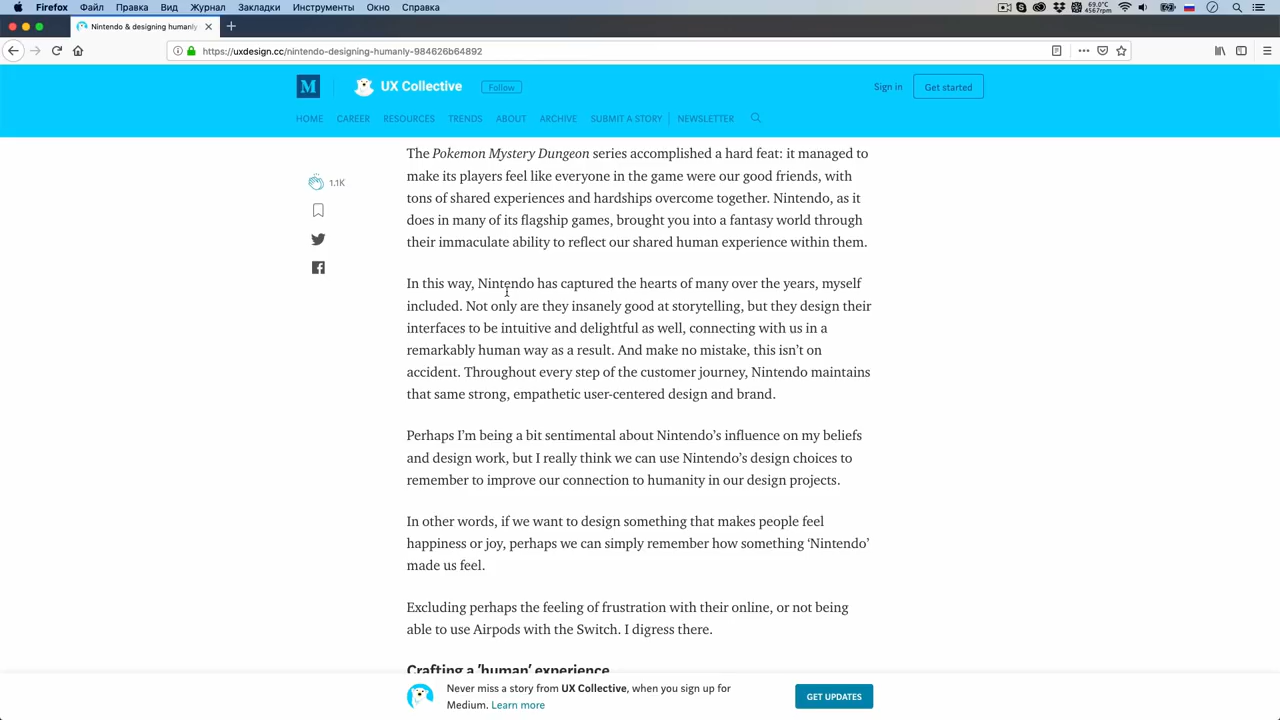 Firefox Файл Правка Вид Журнал Закладки Инструменты Окно Справка
69.0°C
4567rpm
Nintendo & designing humanly
https://uxdesign.cc/nintendo-designing-humanly-984626b64892
M
UX Collective
Follow
Sign in
Get started
HOME CAREER RESOURCES TRENDS ABOUT ARCHIVE SUBMIT A STORY NEWSLETTER
1.1K
The Pokemon Mystery Dungeon series accomplished a hard feat: it managed to
make its players feel like everyone in the game were our good friends, with
tons of shared experiences and hardships overcome together. Nintendo, as it
does in many of its flagship games, brought you into a fantasy world through
their immaculate ability to reflect our shared human experience within them.
In this way, Nintendo has captured the hearts of many over the years, myself
included. Not only are they insanely good at storytelling, but they design their
interfaces to be intuitive and delightful as well, connecting with us in a
remarkably human way as a result. And make no mistake, this isn’t on
accident. Throughout every step of the customer journey, Nintendo maintains
that same strong, empathetic user-centered design and brand.
Perhaps I’m being a bit sentimental about Nintendo’s influence on my beliefs
and design work, but I really think we can use Nintendo’s design choices to
remember to improve our connection to humanity in our design projects.
In other words, if we want to design something that makes people feel
happiness or joy, perhaps we can simply remember how something ‘Nintendo’
made us feel.
Excluding perhaps the feeling of frustration with their online, or not being
able to use Airpods with the Switch. I digress there.
Crafting a ‘human’ experience
Never miss a story from UX Collective, when you sign up for
Medium. Learn more
GET UPDATES